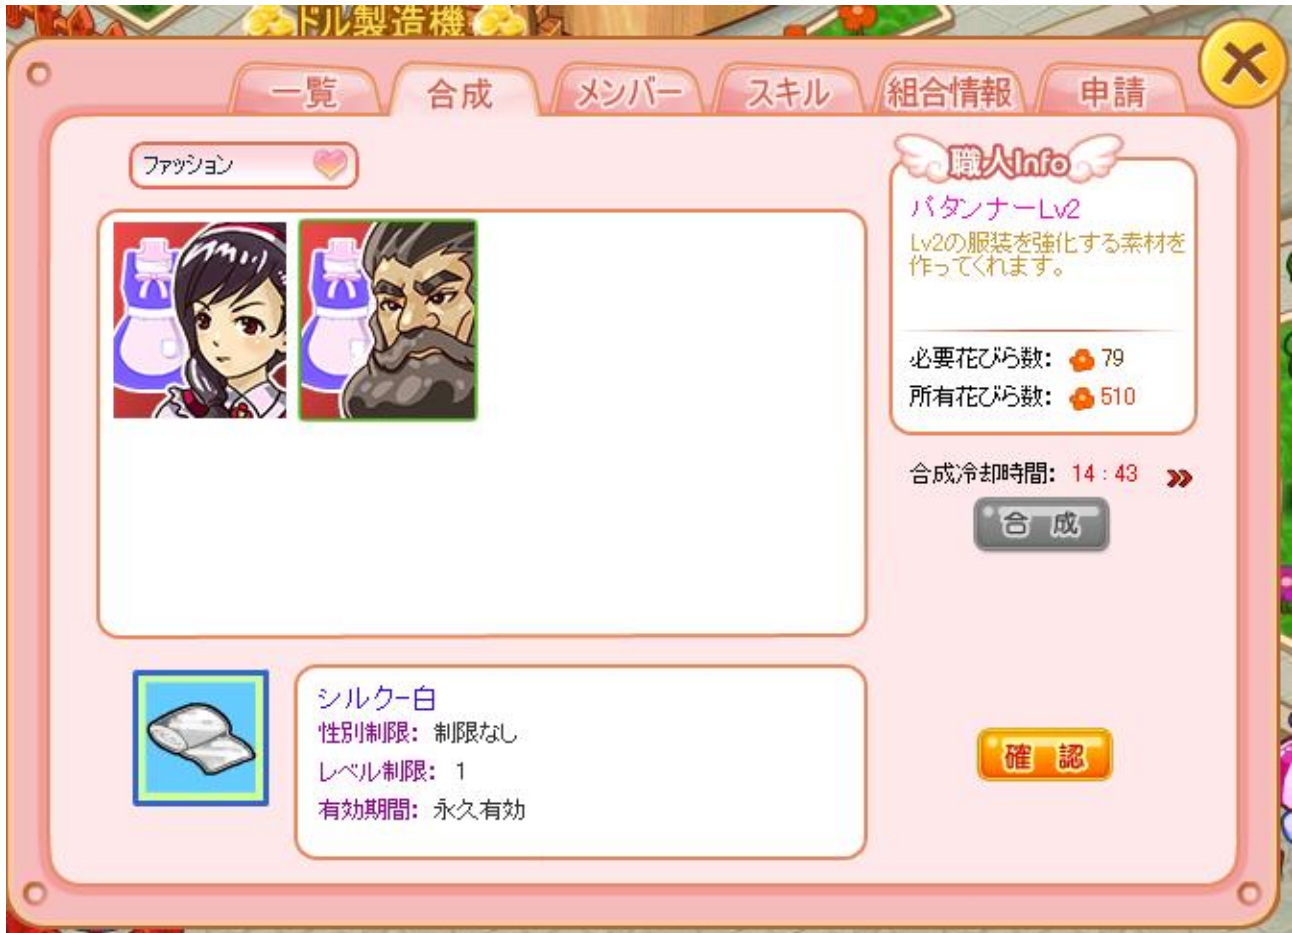 ドル製造機
一覧
合成
メンバー
スキル
組合情報
申請
ファッション
職人Info
パタンナーLv2
Lv2の服装を強化する素材を
作ってくれます。
必要花びら数: 79
所有花びら数: 510
合成冷却時間: 14:43
合成
シルクー白
性別制限: 制限なし
レベル制限: 1
有効期間: 永久有効
確認